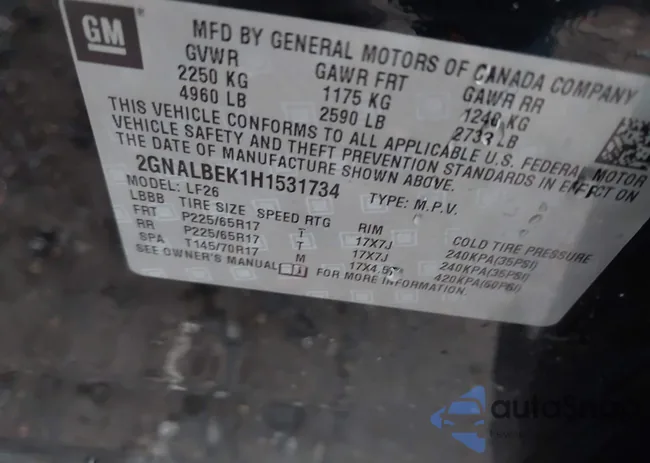 GM
MFD BY GENERAL MOTORS OF CANADA COMPANY
GVWR GAWR FRT GAWR RR
2250 KG 1175 KG 1240 KG
4960 LB 2590 LB 2733 LB
THIS VEHICLE CONFORMS TO ALL APPLICABLE U.S. FEDERAL MOTOR
VEHICLE SAFETY AND THEFT PREVENTION STANDARDS IN EFFECT ON
THE DATE OF MANUFACTURE SHOWN ABOVE.
2GNALBEK1H1531734 TYPE: M.P.V.
MODEL: LF26
LBBB TIRE SIZE SPEED RTG RIM COLD TIRE PRESSURE
FRT P225/65R17 T 17X7J 240KPA(35PSI)
RR P225/65R17 T 17X7J 240KPA(35PSI)
SPA T145/70R17 M 420KPA(60PSI)
SEE OWNER'S MANUAL FOR MORE INFORMATION.